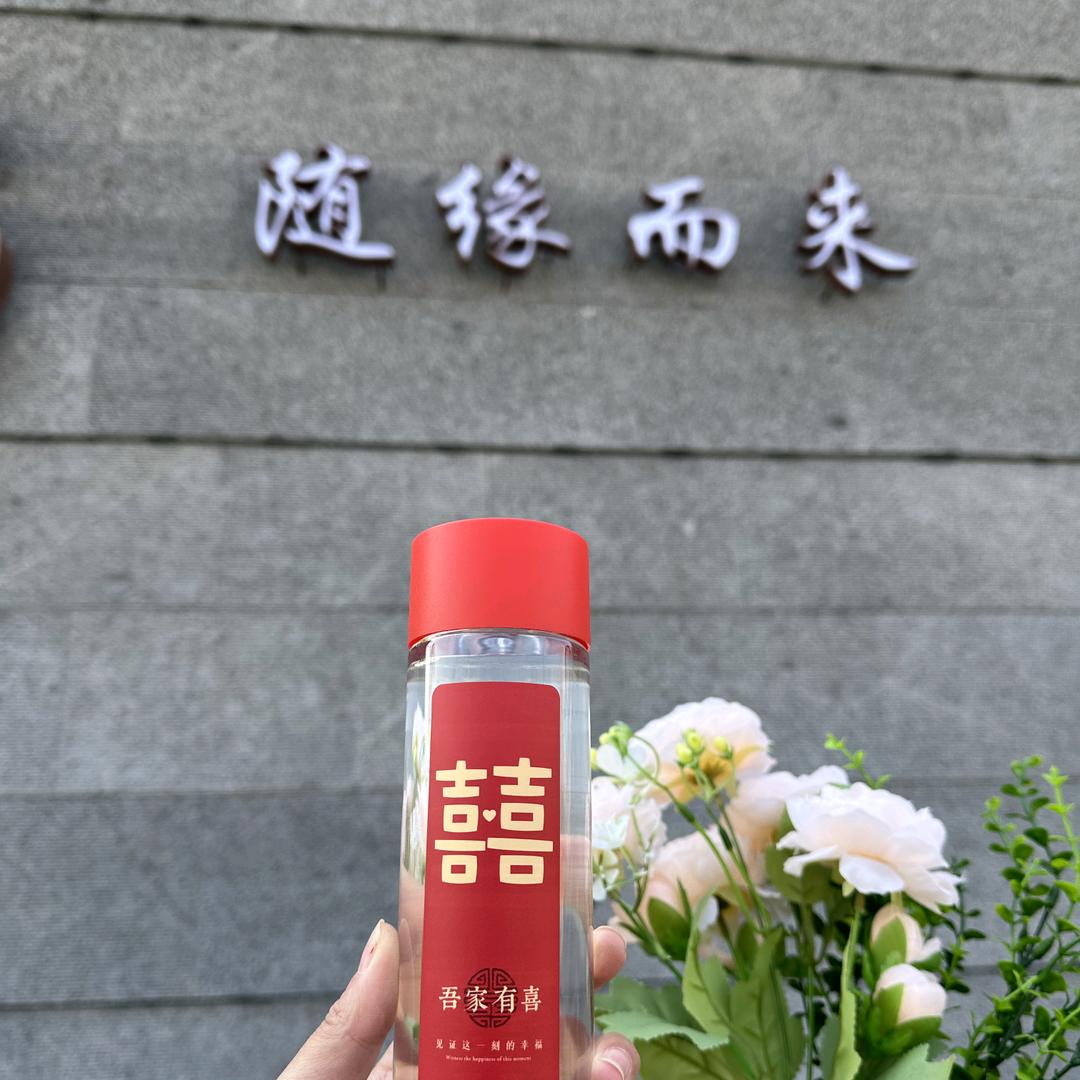 随缘而来
囍
吾家有喜
见证这一刻的幸福
Witness the happiness of this moment